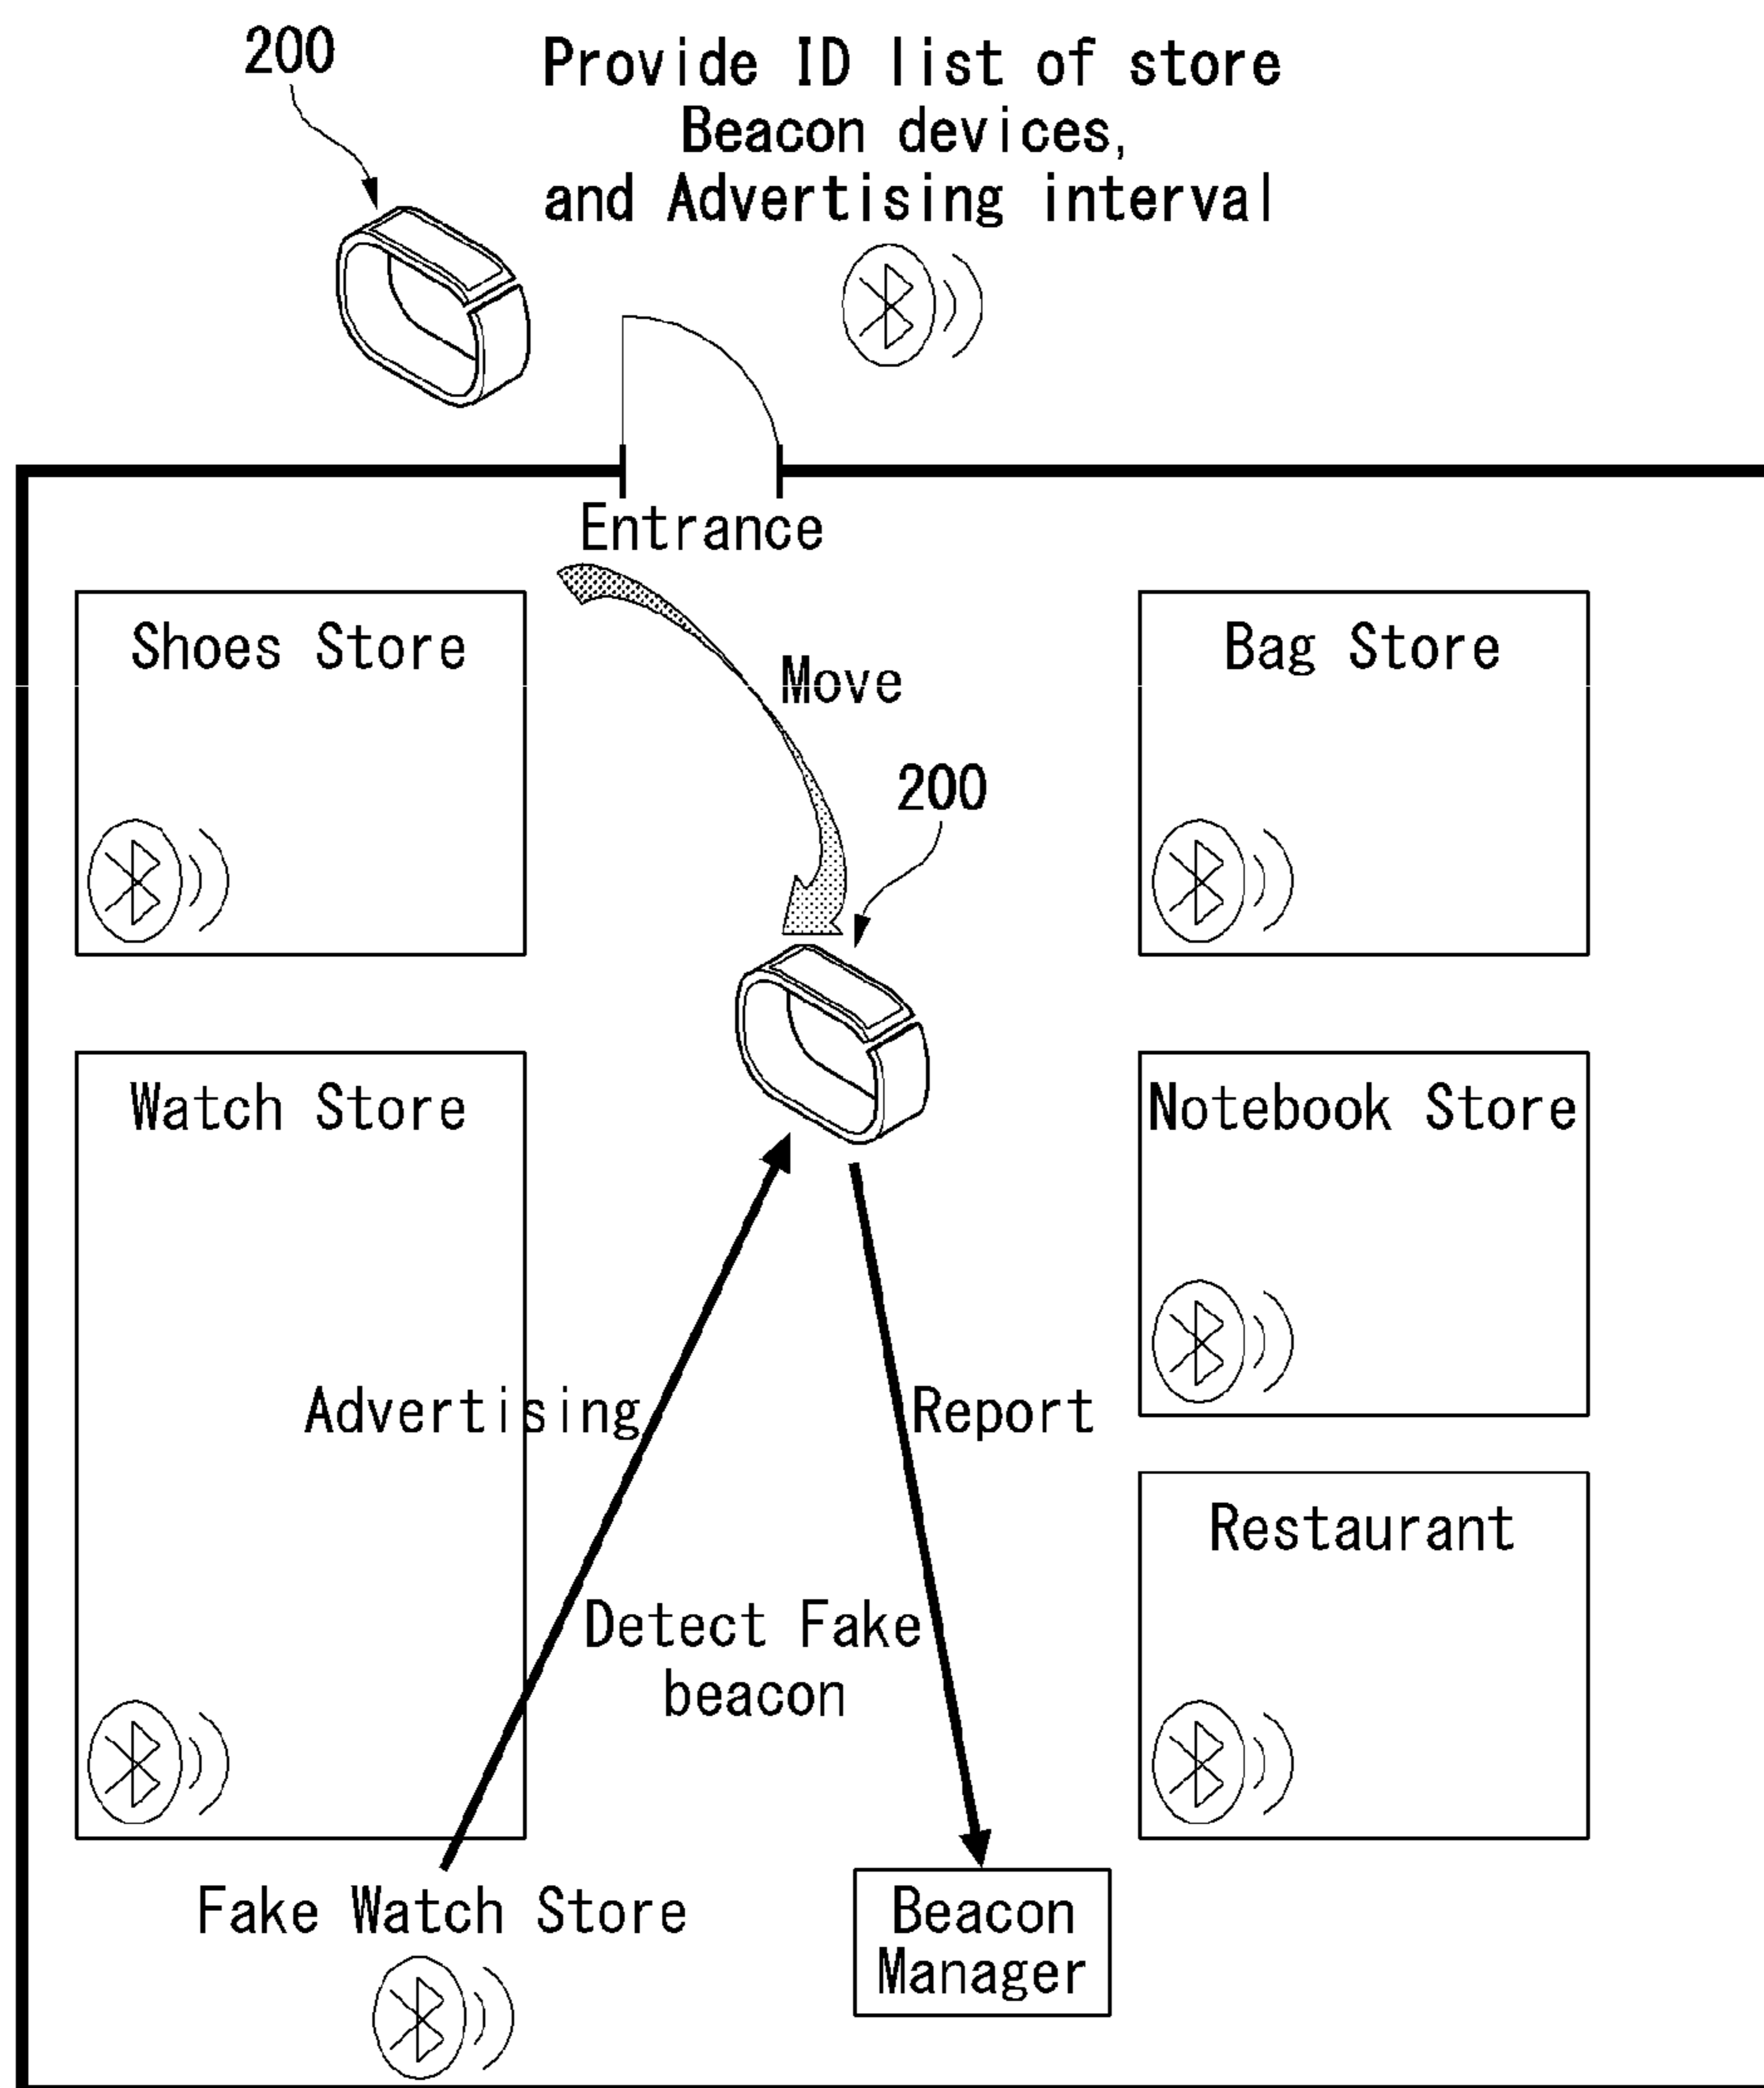 200
Provide ID list of store
Beacon devices,
and Advertising interval
Entrance
Shoes Store
Bag Store
Move
200
Watch Store
Notebook Store
Advertising
Report
Restaurant
Detect Fake
beacon
Fake Watch Store
Beacon
Manager